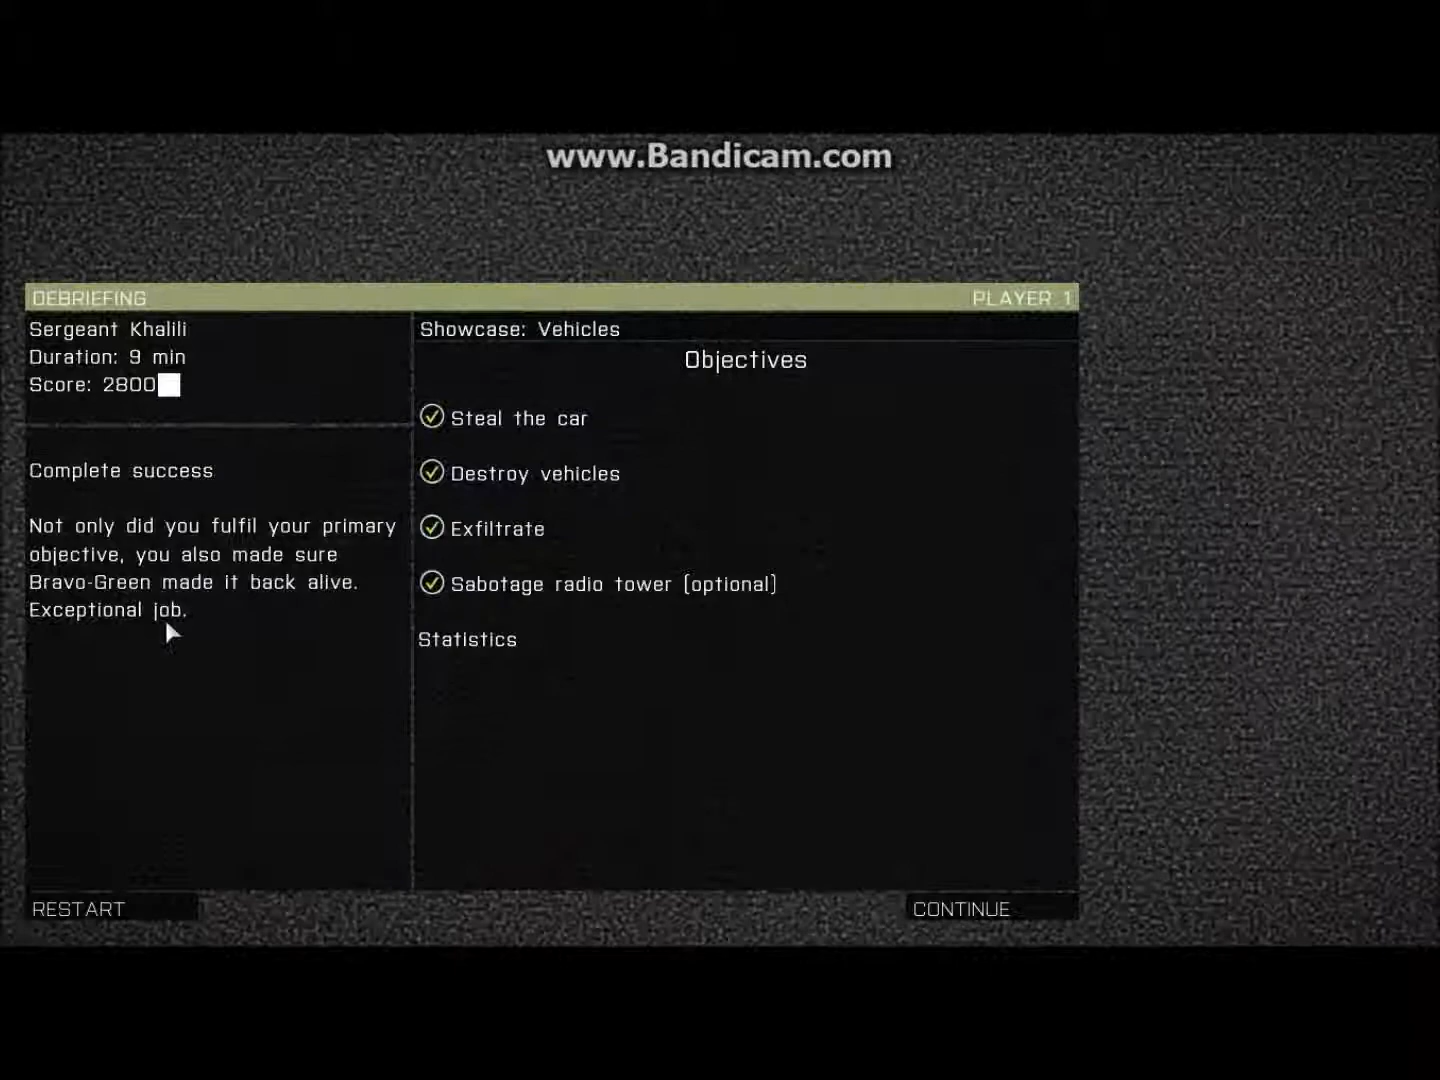 www.Bandicam.com
DEBRIEFING
PLAYER 1
Sergeant Khalili
Duration: 9 min
Score: 2800
Complete success
Not only did you fulfil your primary
objective, you also made sure
Bravo-Green made it back alive.
Exceptional job.
Showcase: Vehicles
Objectives
Steal the car
Destroy vehicles
Exfiltrate
Sabotage radio tower (optional)
Statistics
RESTART
CONTINUE